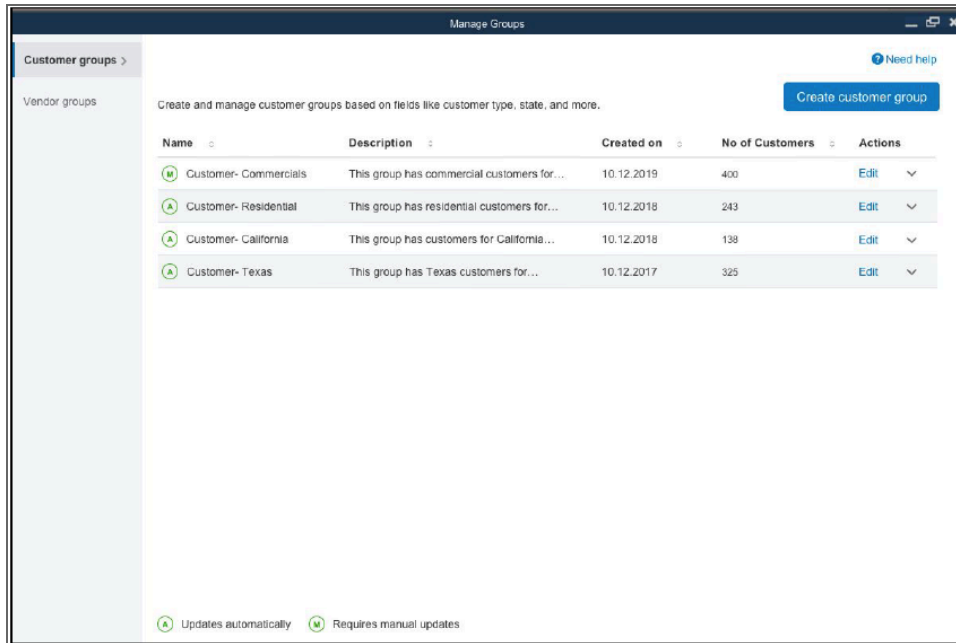 Manage Groups
Customer groups >
Need help
Vendor groups
Create and manage customer groups based on fields like customer type, state, and more.
Create customer group
Name Description Created on No of Customers Actions
M Customer- Commercials This group has commercial customers for... 10.12.2019 400 Edit
A Customer- Residential This group has residential customers for... 10.12.2018 243 Edit
A Customer- California This group has customers for California... 10.12.2018 138 Edit
A Customer- Texas This group has Texas customers for... 10.12.2017 325 Edit
A Updates automatically M Requires manual updates